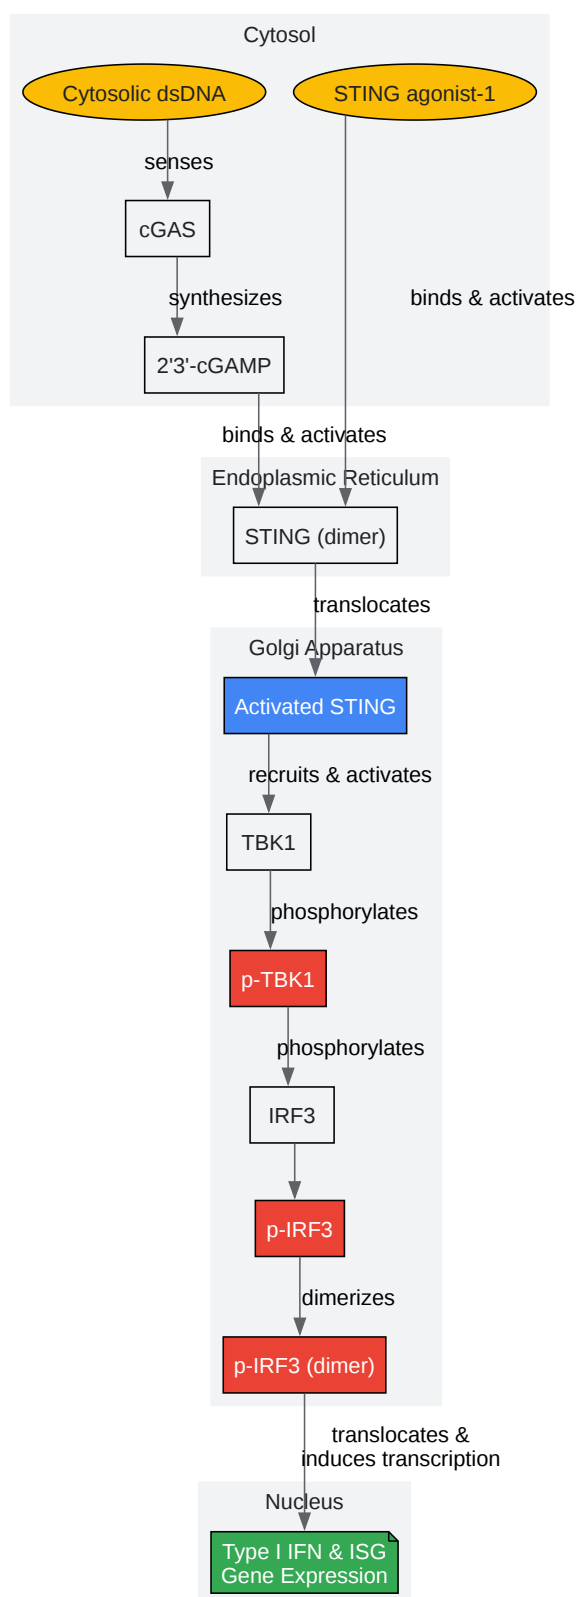 Cytosol
Cytosolic dsDNA
STING agonist-1
senses
cGAS
synthesizes
binds & activates
2'3'-cGAMP
binds & activates
Endoplasmic Reticulum
STING (dimer)
translocates
Golgi Apparatus
Activated STING
recruits & activates
TBK1
phosphorylates
p-TBK1
phosphorylates
IRF3
p-IRF3
dimerizes
p-IRF3 (dimer)
translocates &
induces transcription
Nucleus
Type I IFN & ISG
Gene Expression